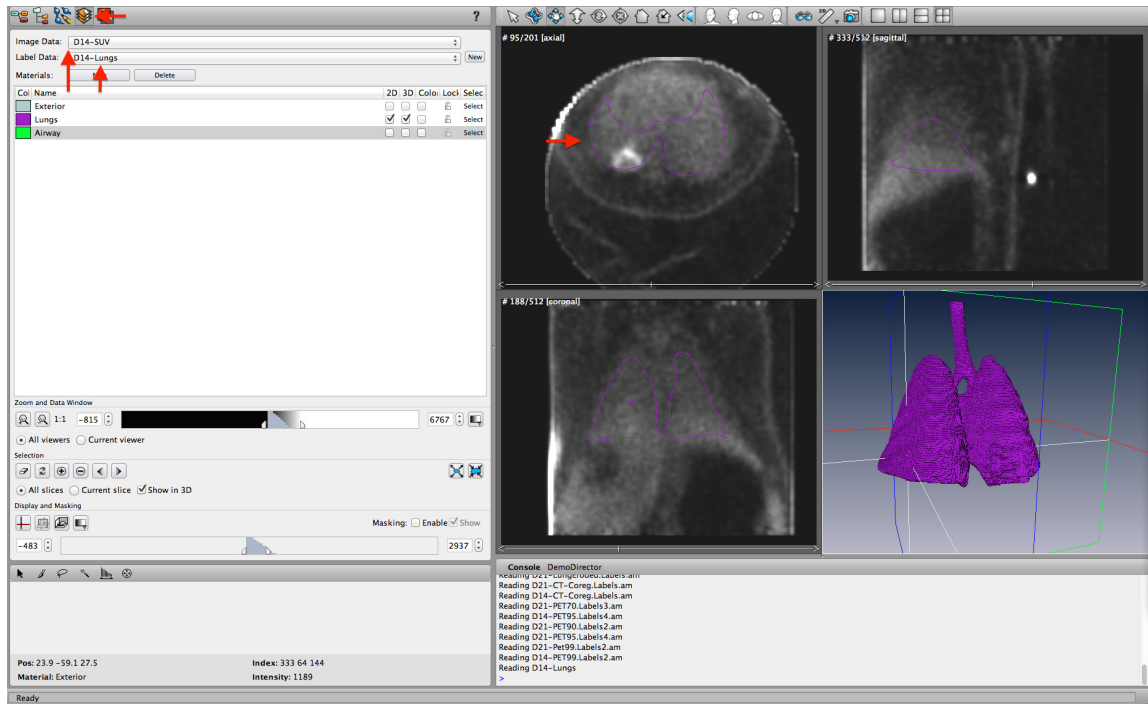 ?
Image Data: D14-SUV
Label Data: D14-Lungs New
Materials: Delete
Col Name 2D 3D Color Lock Selec
Exterior Select
Lungs Select
Airway Select
Zoom and Data Window
1:1 -815 6767
All viewers Current viewer
Selection
All slices Current slice Show in 3D
Display and Masking
Masking: Enable Show
-483 2937
Pos: 23.9 -59.1 27.5 Index: 333 64 144
Material: Exterior Intensity: 1189
Ready
# 95/201 [axial]
# 333/512 [sagittal]
# 188/512 [coronal]
Console DemoDirector
Reading D21-LungEroded.Labels.am
Reading D21-CT-Coreg.Labels.am
Reading D14-CT-Coreg.Labels.am
Reading D21-PET70.Labels3.am
Reading D14-PET95.Labels4.am
Reading D21-PET90.Labels2.am
Reading D21-PET95.Labels4.am
Reading D21-Pet99.Labels2.am
Reading D14-PET99.Labels2.am
Reading D14-Lungs
>